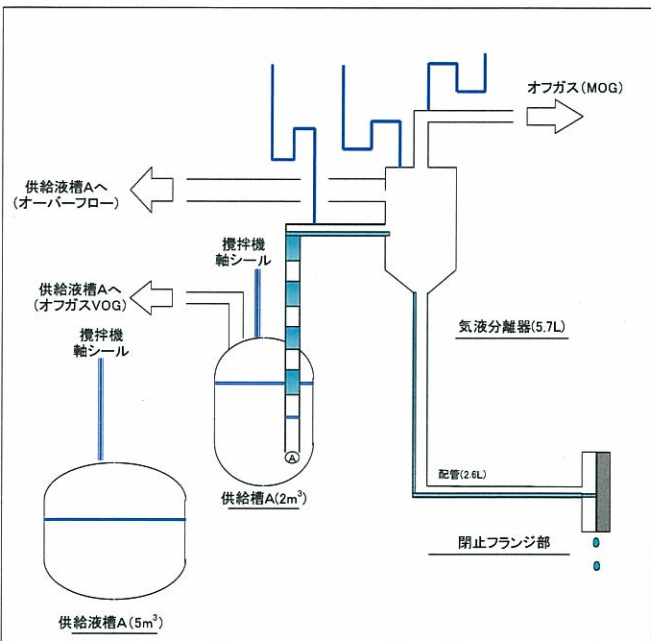 オフガス(MOG)
供給液槽Aへ
(オーバーフロー)
攪拌機
軸シール
供給液槽Aへ
(オフガスVOG)
攪拌機
軸シール
気液分離器(5.7L)
A
配管(2.6L)
供給槽A(2m³)
閉止フランジ部
供給液槽A(5m³)